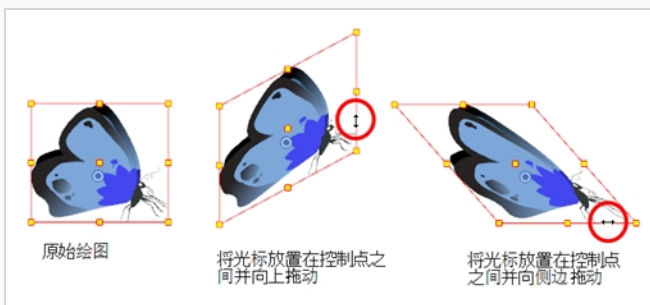 原始绘图
将光标放置在控制点之
间并向上拖动
将光标放置在控制点
之间并向侧边拖动